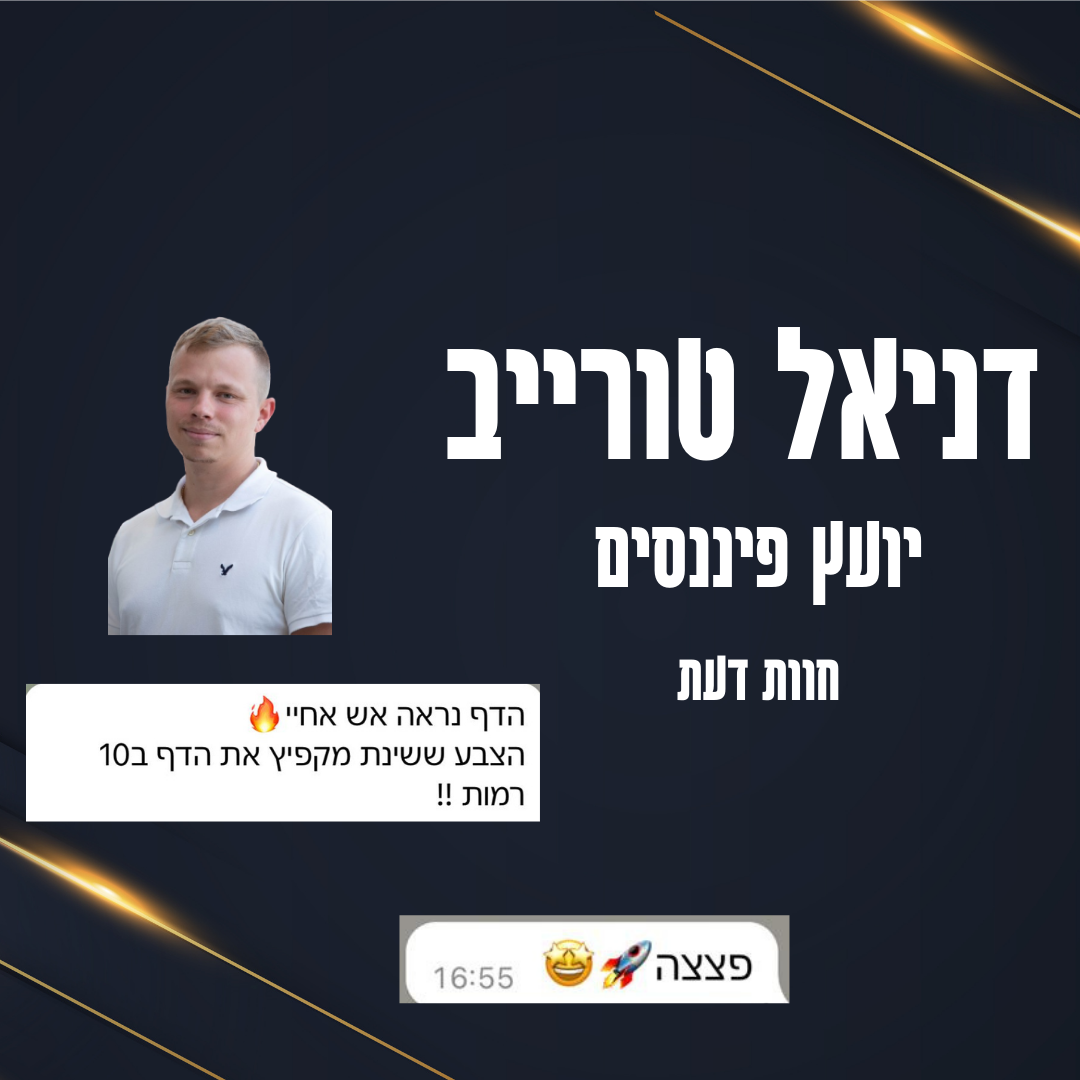 דניאל טורייב
יועץ פיננסים
חוות דעת
הדף נראה אש אחיי🔥
הצבע ששינת מקפיץ את הדף ב10
רמות !!
פצצה🚀🤩 16:55